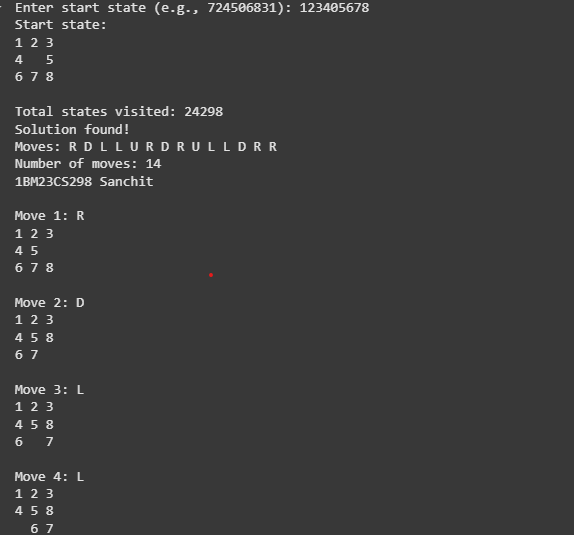 Enter start state (e.g., 724506831): 123405678
Start state:
1 2 3
4   5
6 7 8
Total states visited: 24298
Solution found!
Moves: R D L L U R D R U L L D R R
Number of moves: 14
1BM23CS298 Sanchit
Move 1: R
1 2 3
4 5
6 7 8
Move 2: D
1 2 3
4 5 8
6 7
Move 3: L
1 2 3
4 5 8
6   7
Move 4: L
1 2 3
4 5 8
  6 7